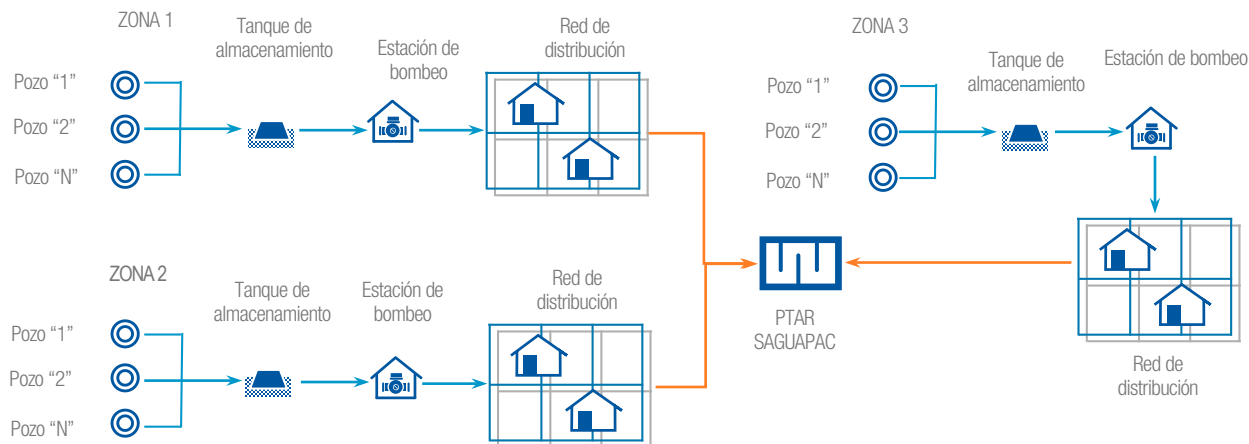 ZONA 1
Tanque de
almacenamiento
Estación de
bombeo
Red de
distribución
Pozo “1”
Pozo “2”
Pozo “N”
ZONA 2
Tanque de
almacenamiento
Estación de
bombeo
Red de
distribución
Pozo “1”
Pozo “2”
Pozo “N”
PTAR
SAGUAPAC
ZONA 3
Tanque de
almacenamiento
Estación de bombeo
Pozo “1”
Pozo “2”
Pozo “N”
Red de
distribución